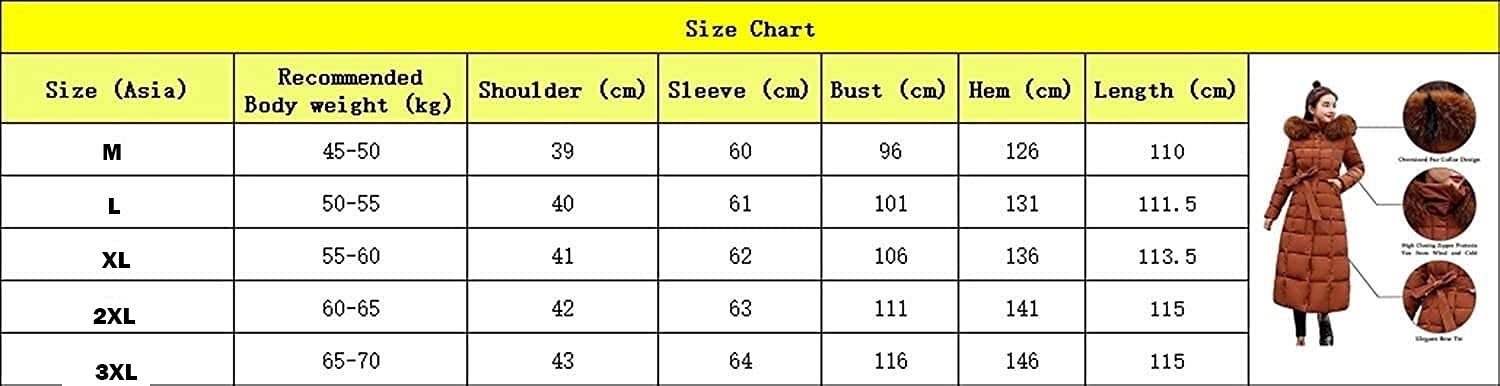 Size Chart
Size (Asia)
Recommended
Body weight (kg)
Shoulder (cm)
Sleeve (cm)
Bust (cm)
Hem (cm)
Length (cm)
M 45-50 39 60 96 126 110
L 50-55 40 61 101 131 111.5
XL 55-60 41 62 106 136 113.5
2XL 60-65 42 63 111 141 115
3XL 65-70 43 64 116 146 115
Oversized Fur Collar Design
High Closing Zipper Protects
You from Wind and Cold
Elegant Bow Tie